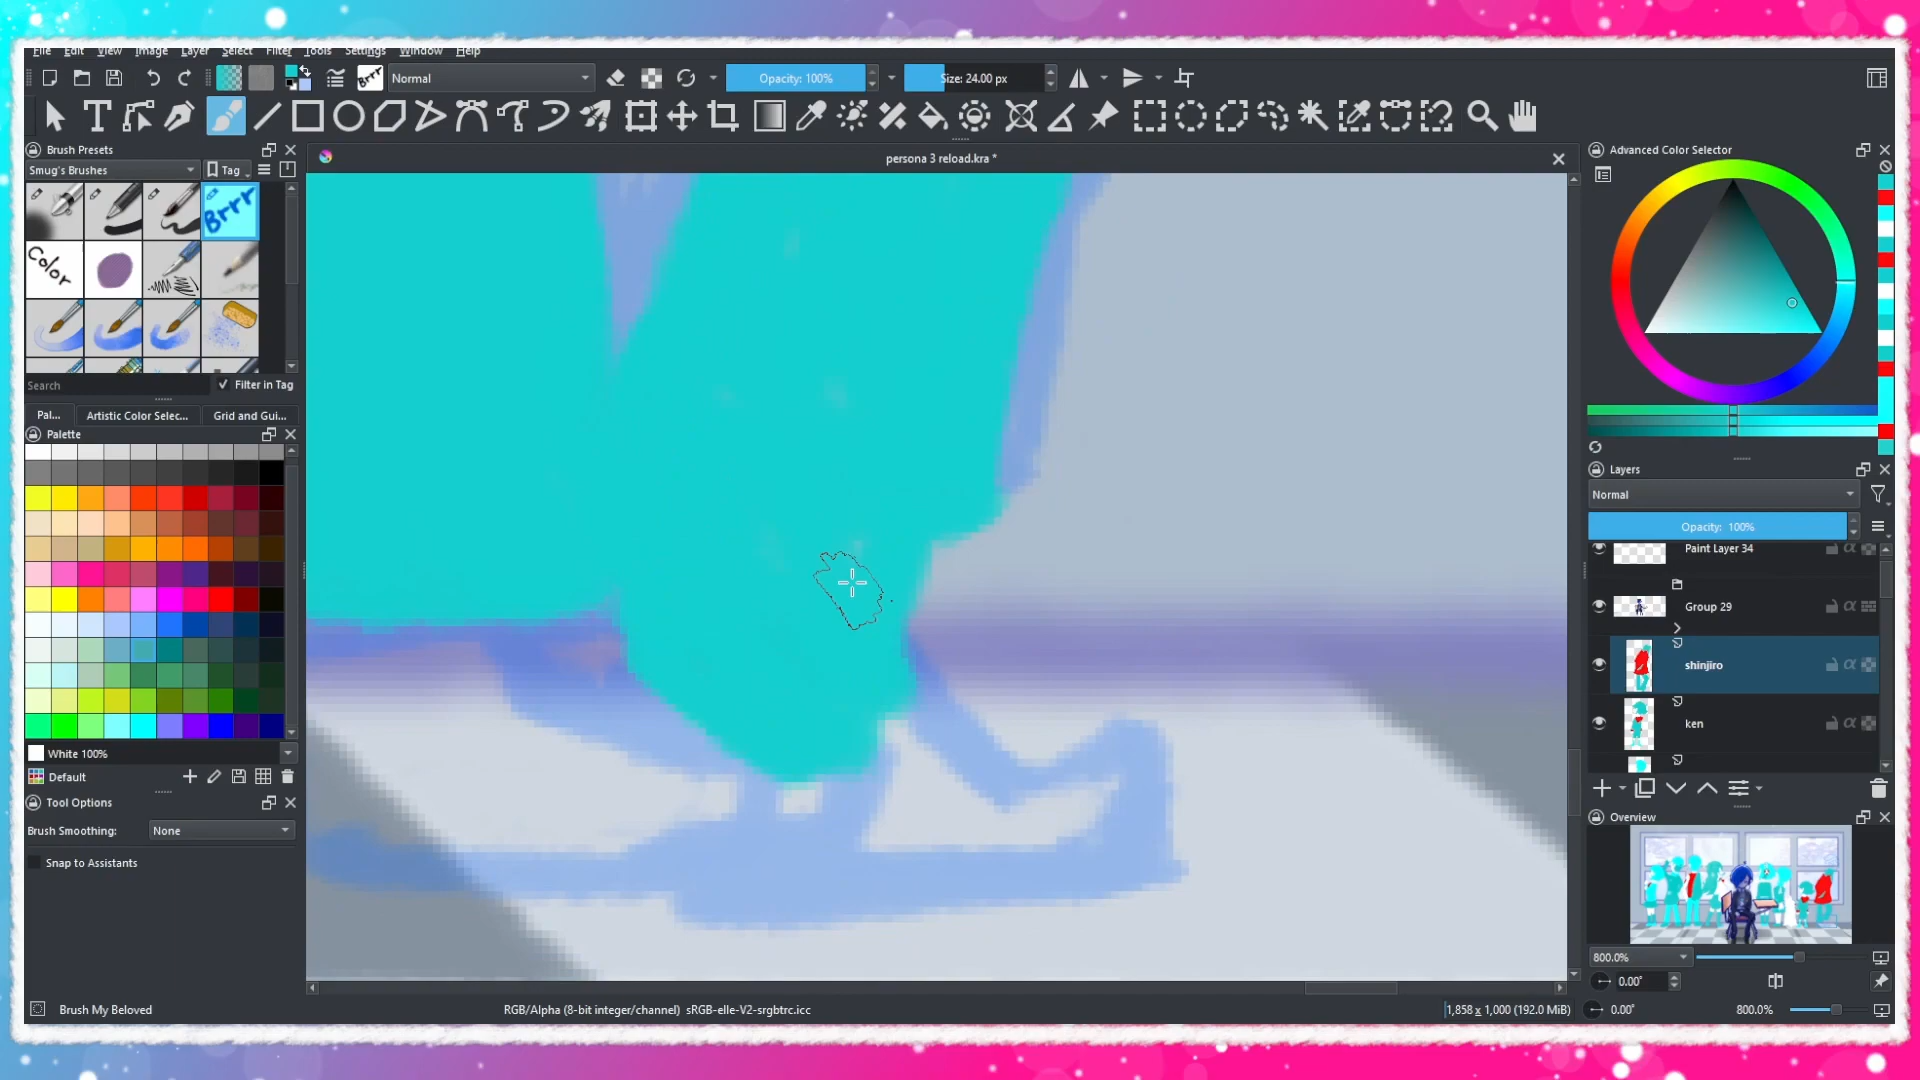 File Edit View Image Layer Select Filter Tools Settings Window Help
Brrr Normal Opacity: 100% Size: 24.00 px
Brush Presets
persona 3 reload.kra *
Advanced Color Selector
Smug's Brushes Tag
Brrr
Color
Search Filter in Tag
Pal... Artistic Color Selec... Grid and Gui...
Palette
Layers
Normal
Opacity: 100%
Paint Layer 34
Group 29
shinjiro
ken
White 100%
Default
Tool Options
Overview
Brush Smoothing: None
Snap to Assistants
800.0%
0.00°
Brush My Beloved RGB/Alpha (8-bit integer/channel) sRGB-elle-V2-srgbtrc.icc 1,858 x 1,000 (192.0 MiB) 0.00° 800.0%